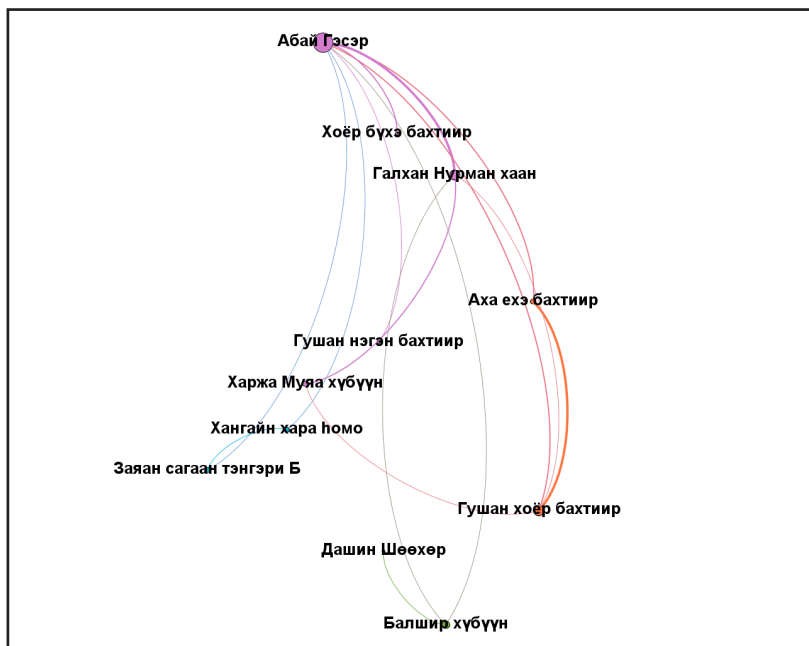 Абай Гэсэр
Хоёр бүхэ бахтиир
Галхан Нурман хаан
Аха ехэ бахтиир
Гушан нэгэн бахтиир
Харжа Муяа хүбүүн
Хангайн хара һомо
Заяан сагаан тэнгэри Б
Гушан хоёр бахтиир
Дашин Шөөхөр
Балшир хүбүүн